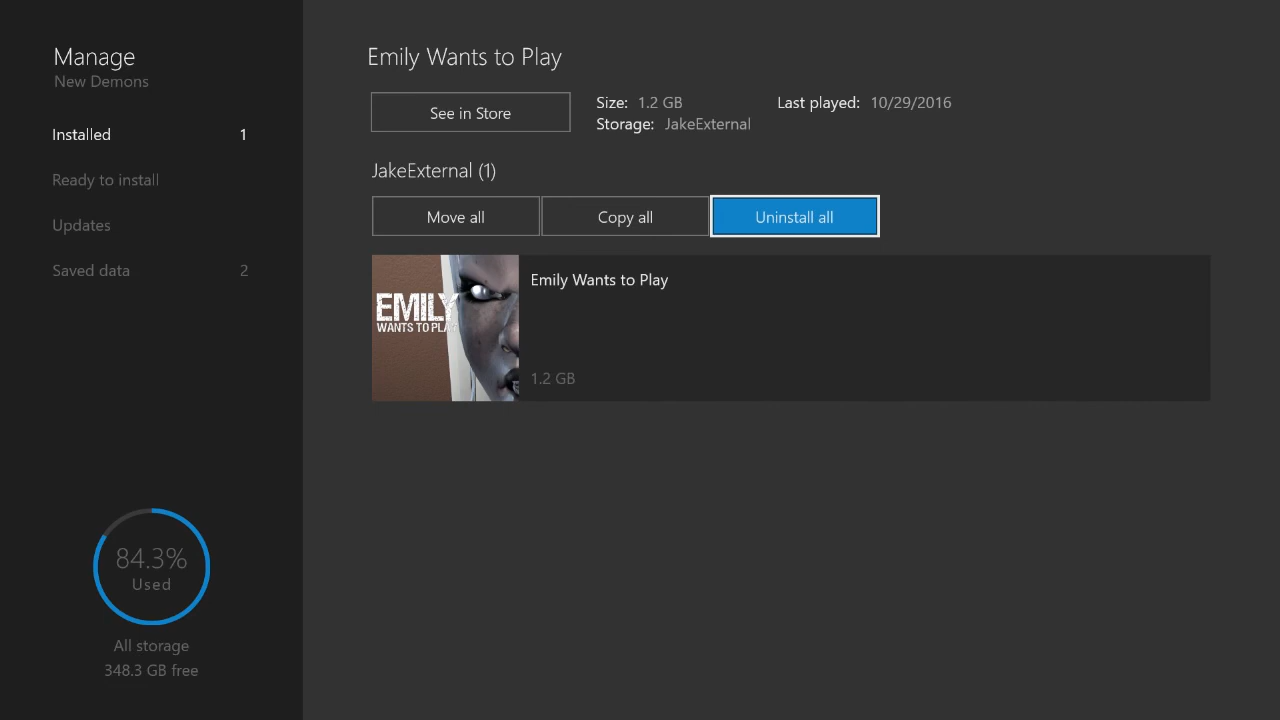 Manage
New Demons
Installed 1
Ready to install
Updates
Saved data 2
84.3%
Used
All storage
348.3 GB free
Emily Wants to Play
See in Store
Size: 1.2 GB
Storage: JakeExternal
Last played: 10/29/2016
JakeExternal (1)
Move all
Copy all
Uninstall all
EMILY
WANTS TO PLAY
Emily Wants to Play
1.2 GB